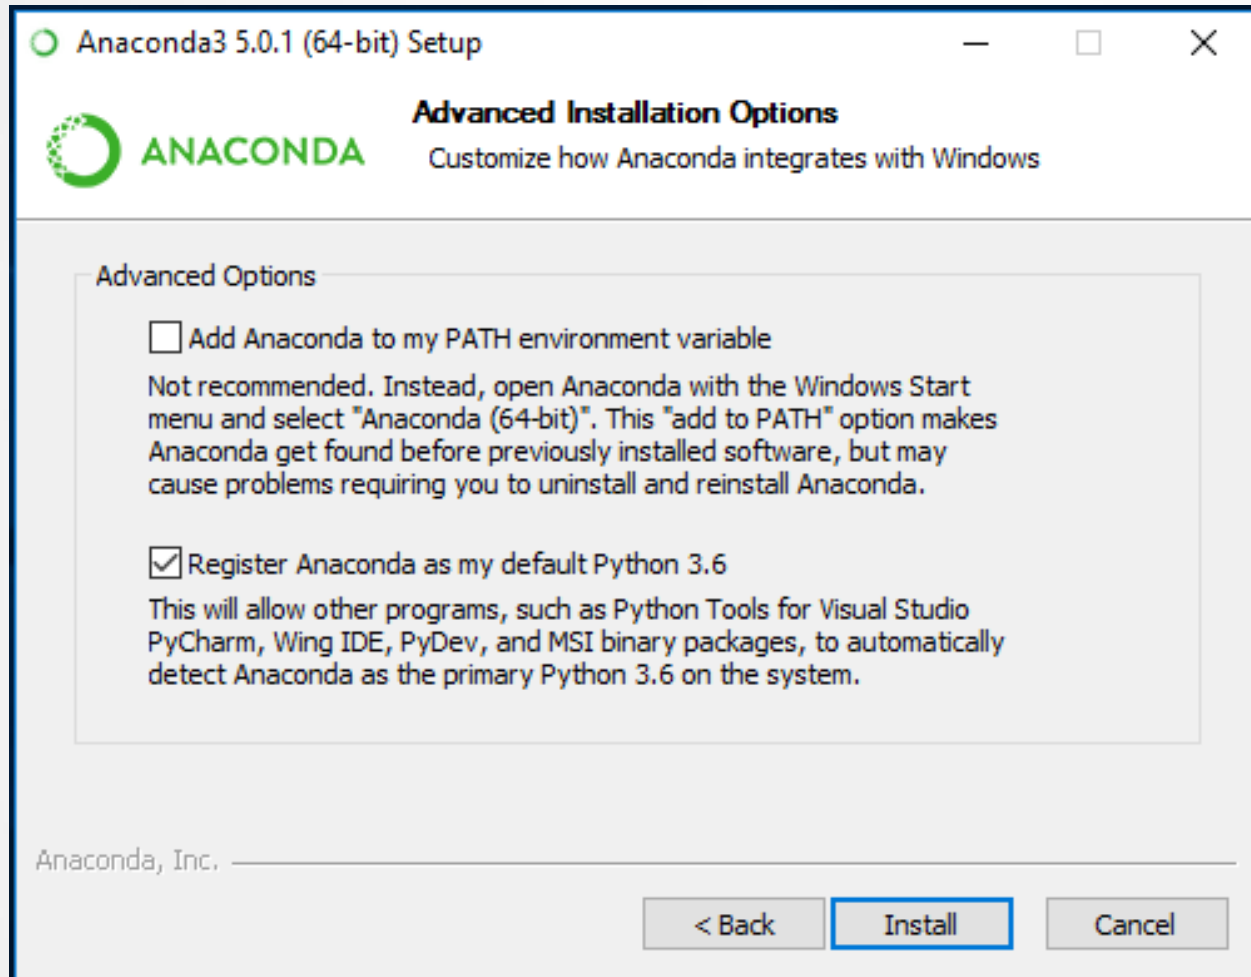 Anaconda3 5.0.1 (64-bit) Setup
ANACONDA
Advanced Installation Options
Customize how Anaconda integrates with Windows
Advanced Options
Add Anaconda to my PATH environment variable
Not recommended. Instead, open Anaconda with the Windows Start
menu and select "Anaconda (64-bit)". This "add to PATH" option makes
Anaconda get found before previously installed software, but may
cause problems requiring you to uninstall and reinstall Anaconda.
Register Anaconda as my default Python 3.6
This will allow other programs, such as Python Tools for Visual Studio
PyCharm, Wing IDE, PyDev, and MSI binary packages, to automatically
detect Anaconda as the primary Python 3.6 on the system.
Anaconda, Inc.
< Back
Install
Cancel